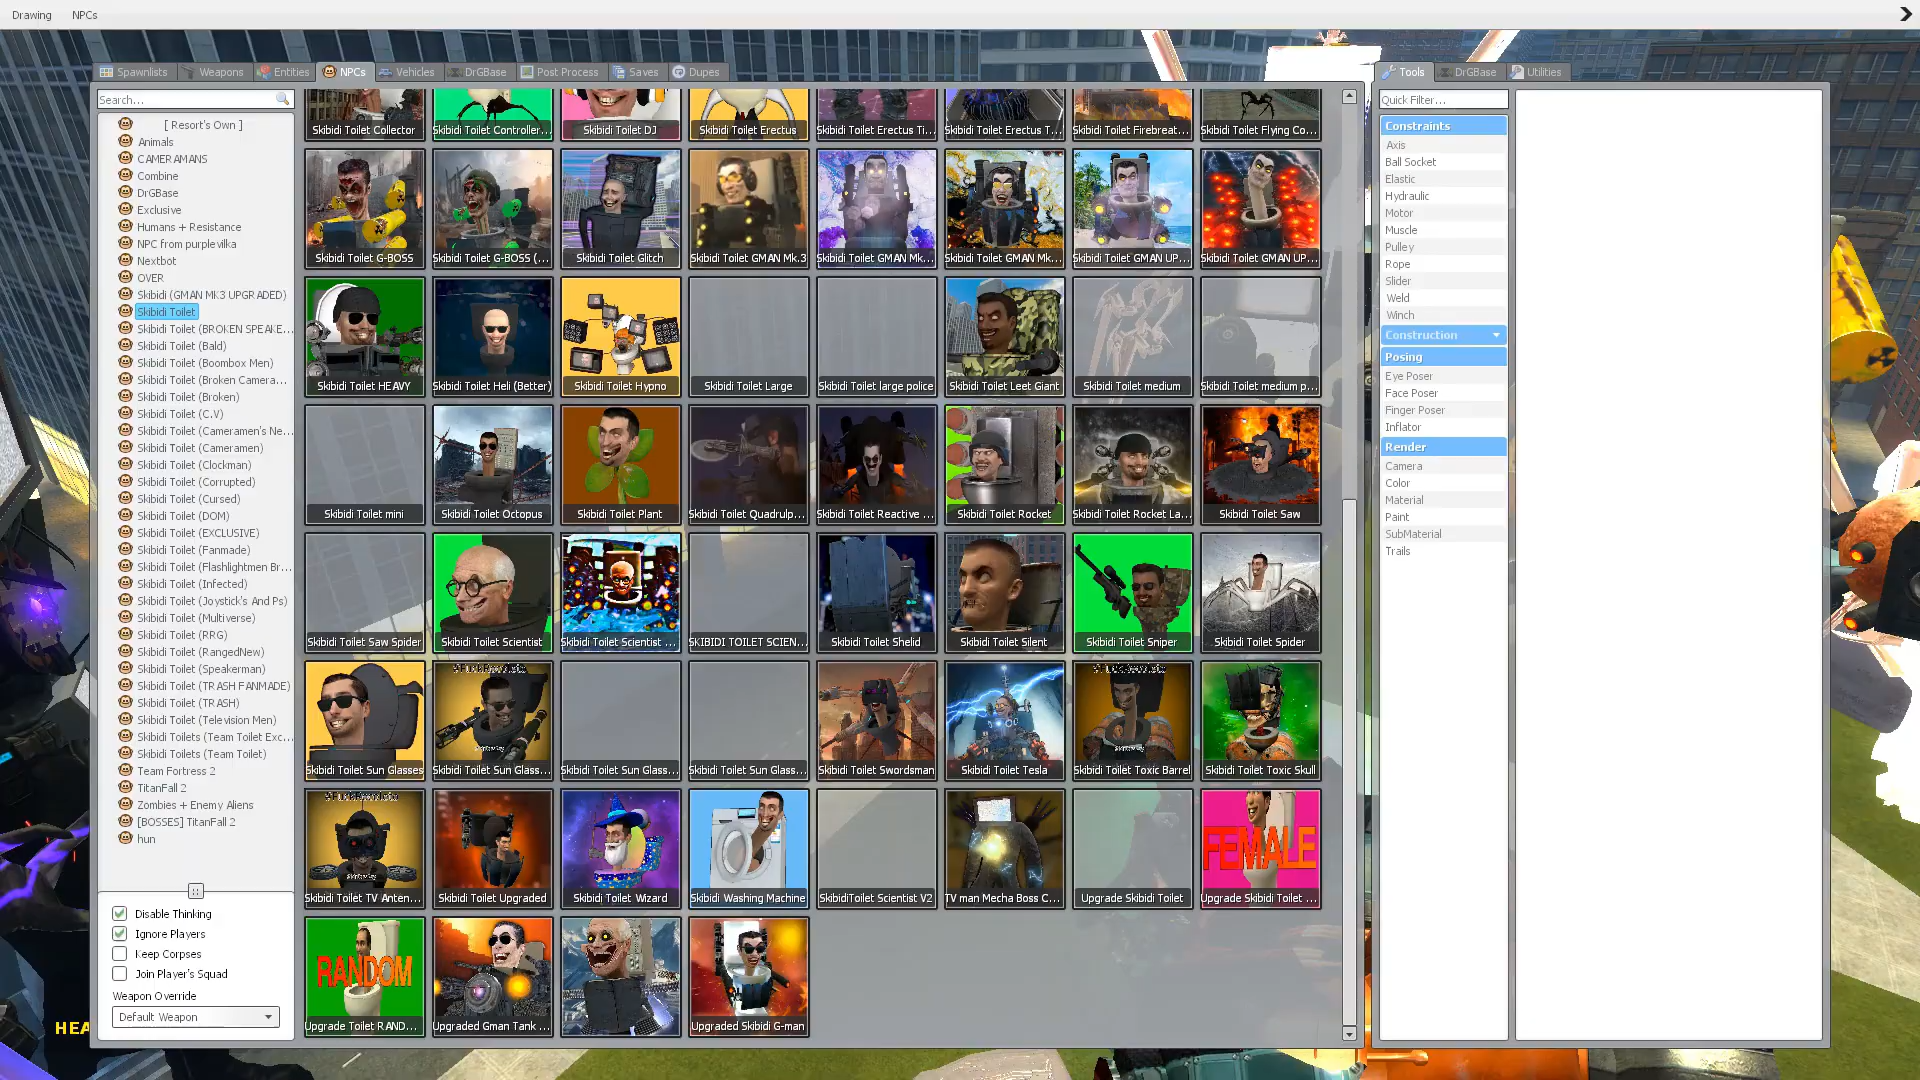 Drawing NPCs
Spawnlists Weapons Entities NPCs Vehicles DrGBase Post Process Saves Dupes
Tools DrGBase Utilities
Search...
[ Resort's Own ]
Animals
CAMERAMANS
Combine
DrGBase
Exclusive
Humans + Resistance
NPC from purplevilka
Nextbot
OVER
Skibidi (GMAN MK3 UPGRADED)
Skibidi Toilet
Skibidi Toilet (BROKEN SPEAKE...
Skibidi Toilet (Bald)
Skibidi Toilet (Boombox Men)
Skibidi Toilet (Broken Camera...
Skibidi Toilet (Broken)
Skibidi Toilet (C.V)
Skibidi Toilet (Cameramen's Ne...
Skibidi Toilet (Cameramen)
Skibidi Toilet (Clockman)
Skibidi Toilet (Corrupted)
Skibidi Toilet (Cursed)
Skibidi Toilet (DOM)
Skibidi Toilet (EXCLUSIVE)
Skibidi Toilet (Fanmade)
Skibidi Toilet (Flashlightmen Br...
Skibidi Toilet (Infected)
Skibidi Toilet (Joystick's And Ps)
Skibidi Toilet (Multiverse)
Skibidi Toilet (RRG)
Skibidi Toilet (RangedNew)
Skibidi Toilet (Speakerman)
Skibidi Toilet (TRASH FANMADE)
Skibidi Toilet (TRASH)
Skibidi Toilet (Television Men)
Skibidi Toilets (Team Toilet Exc...
Skibidi Toilets (Team Toilet)
Team Fortress 2
TitanFall 2
Zombies + Enemy Aliens
[BOSSES] TitanFall 2
hun
Disable Thinking
Ignore Players
Keep Corpses
Join Player's Squad
Weapon Override
Default Weapon
HEA
Skibidi Toilet Collector Skibidi Toilet Controller... Skibidi Toilet DJ Skibidi Toilet Erectus Skibidi Toilet Erectus Ti... Skibidi Toilet Erectus T... Skibidi Toilet Firebreat... Skibidi Toilet Flying Co...
Skibidi Toilet G-BOSS Skibidi Toilet G-BOSS (... Skibidi Toilet Glitch Skibidi Toilet GMAN Mk.3 Skibidi Toilet GMAN Mk... Skibidi Toilet GMAN Mk... Skibidi Toilet GMAN UP... Skibidi Toilet GMAN UP...
Skibidi Toilet HEAVY Skibidi Toilet Heli (Better) Skibidi Toilet Hypno Skibidi Toilet Large Skibidi Toilet large police Skibidi Toilet Leet Giant Skibidi Toilet medium Skibidi Toilet medium p...
Skibidi Toilet mini Skibidi Toilet Octopus Skibidi Toilet Plant Skibidi Toilet Quadrulp... Skibidi Toilet Reactive ... Skibidi Toilet Rocket Skibidi Toilet Rocket La... Skibidi Toilet Saw
Skibidi Toilet Saw Spider Skibidi Toilet Scientist Skibidi Toilet Scientist ... SKIBIDI TOILET SCIEN... Skibidi Toilet Shelid Skibidi Toilet Silent Skibidi Toilet Sniper Skibidi Toilet Spider
Skibidi Toilet Sun Glasses Skibidi Toilet Sun Glass... Skibidi Toilet Sun Glass... Skibidi Toilet Sun Glass... Skibidi Toilet Swordsman Skibidi Toilet Tesla Skibidi Toilet Toxic Barrel Skibidi Toilet Toxic Skull
FEMALE
Skibidi Toilet TV Anten... Skibidi Toilet Upgraded Skibidi Toilet Wizard Skibidi Washing Machine SkibidiToilet Scientist V2 TV man Mecha Boss C... Upgrade Skibidi Toilet Upgrade Skibidi Toilet ...
RANDOM
Upgrade Toilet RAND... Upgraded Gman Tank ... Upgraded Skibidi G-man
Quick Filter...
Constraints
Axis
Ball Socket
Elastic
Hydraulic
Motor
Muscle
Pulley
Rope
Slider
Weld
Winch
Construction
Posing
Eye Poser
Face Poser
Finger Poser
Inflator
Render
Camera
Color
Material
Paint
SubMaterial
Trails